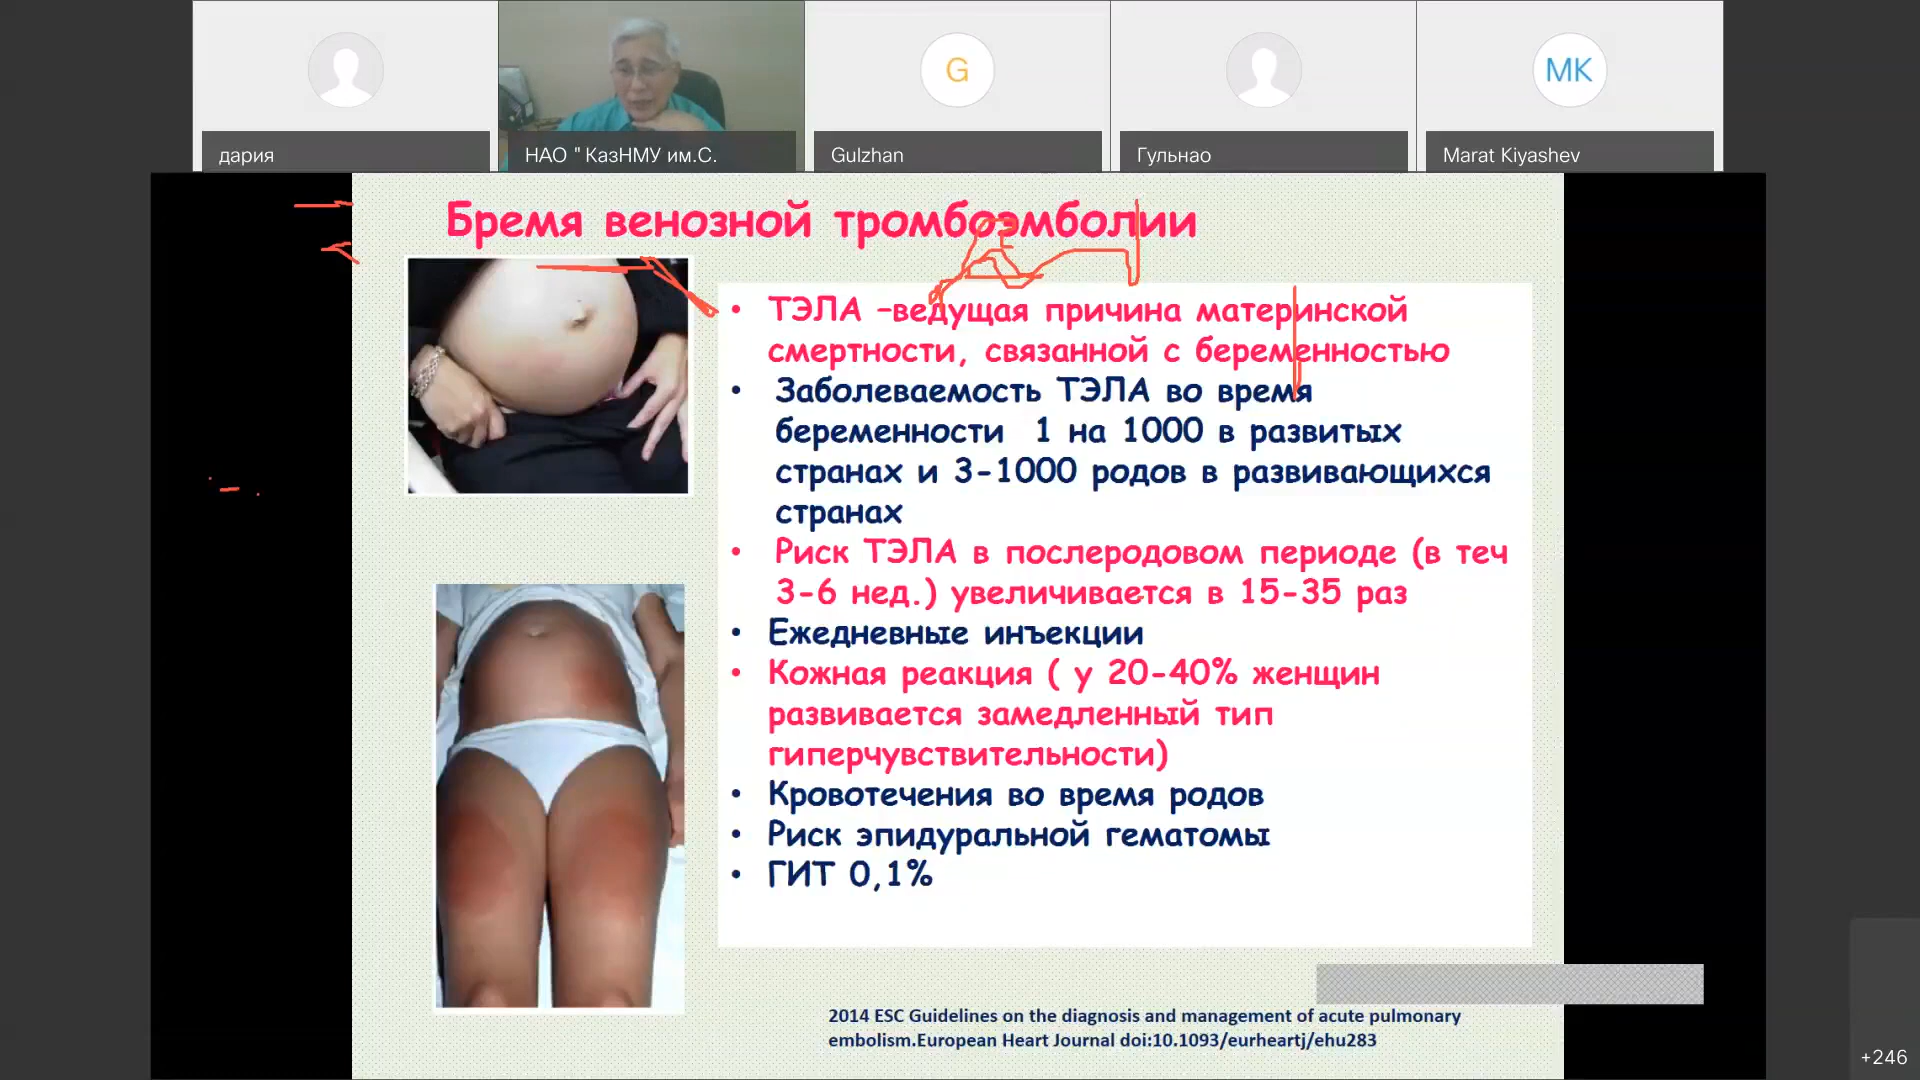 дария
НАО " КазНМУ им.С.
G
Gulzhan
Гульнао
MK
Marat Kiyashev
Бремя венозной тромбоэмболии
• ТЭЛА –ведущая причина материнской
смертности, связанной с беременностью
• Заболеваемость ТЭЛА во время
беременности 1 на 1000 в развитых
странах и 3-1000 родов в развивающихся
странах
• Риск ТЭЛА в послеродовом периоде (в теч
3-6 нед.) увеличивается в 15-35 раз
• Ежедневные инъекции
• Кожная реакция ( у 20-40% женщин
развивается замедленный тип
гиперчувствительности)
• Кровотечения во время родов
• Риск эпидуральной гематомы
• ГИТ 0,1%
2014 ESC Guidelines on the diagnosis and management of acute pulmonary
embolism.European Heart Journal doi:10.1093/eurheartj/ehu283
+246